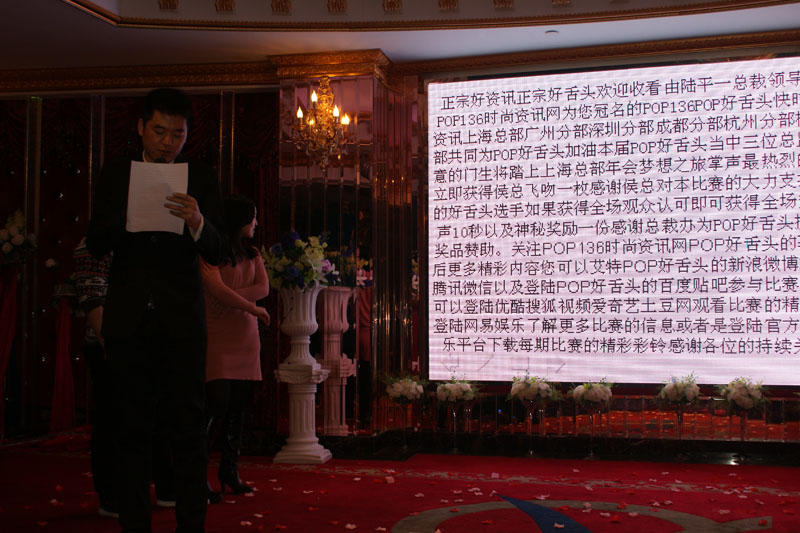 正宗好资讯正宗好舌头欢迎收看由陆平一总裁领导
POP136时尚资讯网为您冠名的POP136POP好舌头快时
资讯上海总部广州分部深圳分部成都分部杭州分部
部共同为POP好舌头加油本届POP好舌头当中三位总
意的门生将踏上上海总部年会梦想之旅掌声最热烈
立即获得侯总飞吻一枚感谢侯总对本比赛的大力支
的好舌头选手如果获得全场观众认可即可获得全场
声10秒以及神秘奖励一份感谢总裁办为POP好舌头
奖品赞助。关注POP136时尚资讯网POP好舌头的
后更多精彩内容您可以艾特POP好舌头的新浪微博
腾讯微信以及登陆POP好舌头的百度贴吧参与比赛
可以登陆优酷搜狐视频爱奇艺土豆网观看比赛的精
登陆网易娱乐了解更多比赛的信息或者是登陆官方
乐平台下载每期比赛的精彩彩铃感谢各位的持续关